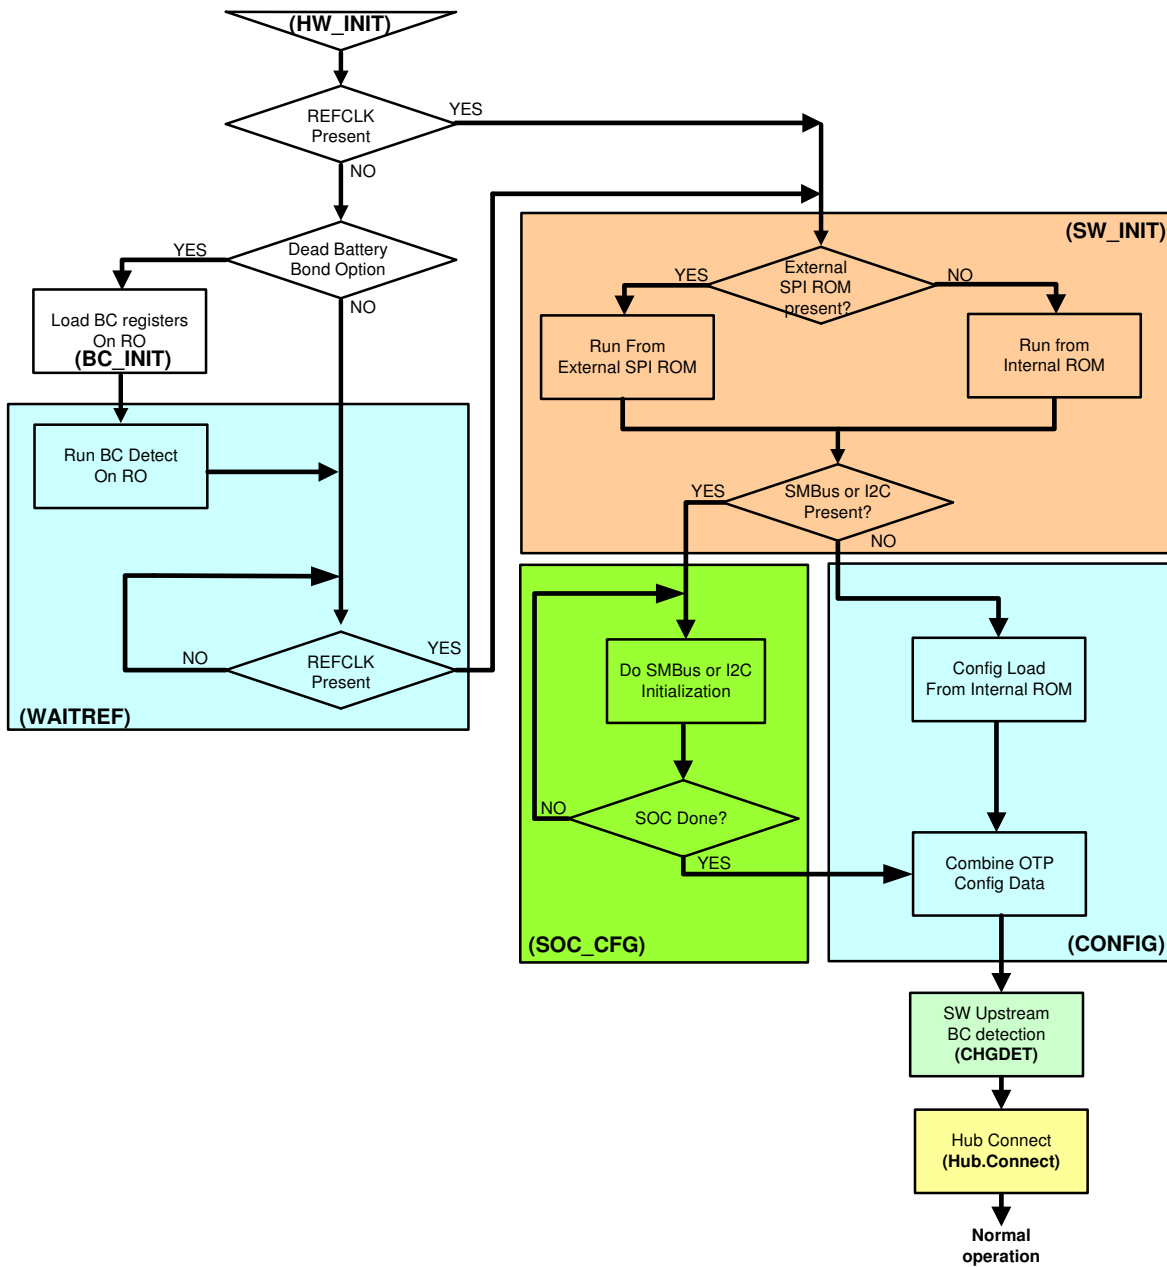 (HW_INIT)
REFCLK
Present
YES
NO
Dead Battery
Bond Option
YES
NO
Load BC registers
On RO
(BC_INIT)
Run BC Detect
On RO
REFCLK
Present
NO
YES
(WAITREF)
(SW_INIT)
External
SPI ROM
present?
YES
NO
Run From
External SPI ROM
Run from
Internal ROM
SMBus or I2C
Present?
YES
NO
Do SMBus or I2C
Initialization
SOC Done?
NO
YES
(SOC_CFG)
Config Load
From Internal ROM
Combine OTP
Config Data
(CONFIG)
SW Upstream
BC detection
(CHGDET)
Hub Connect
(Hub.Connect)
Normal
operation